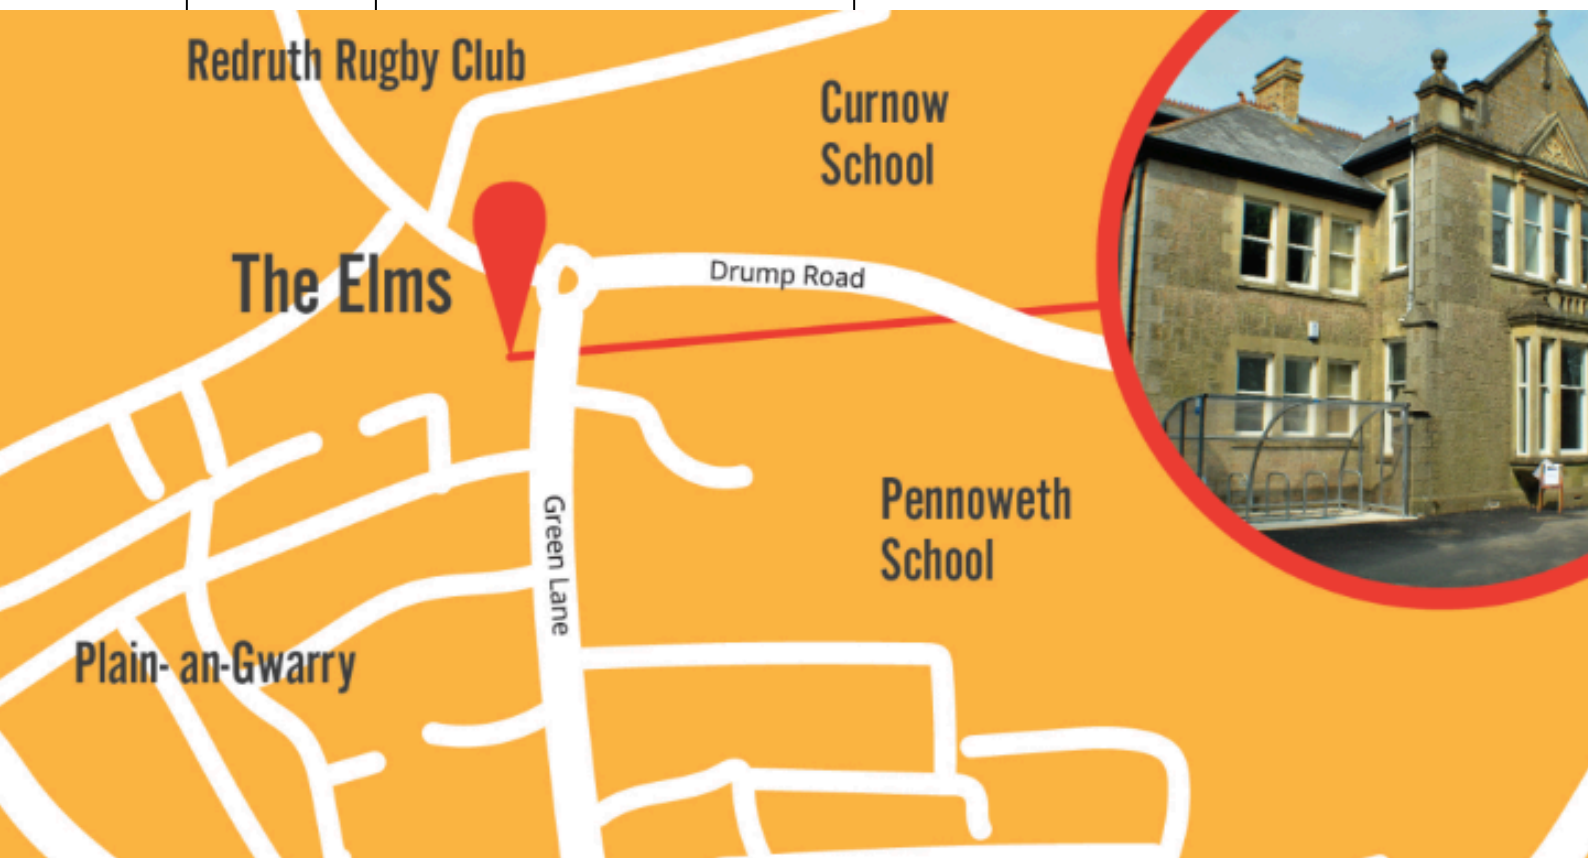 Redruth Rugby Club
Curnow
School
The Elms
Drump Road
Green Lane
Pennoweth
School
Plain- an-Gwarry